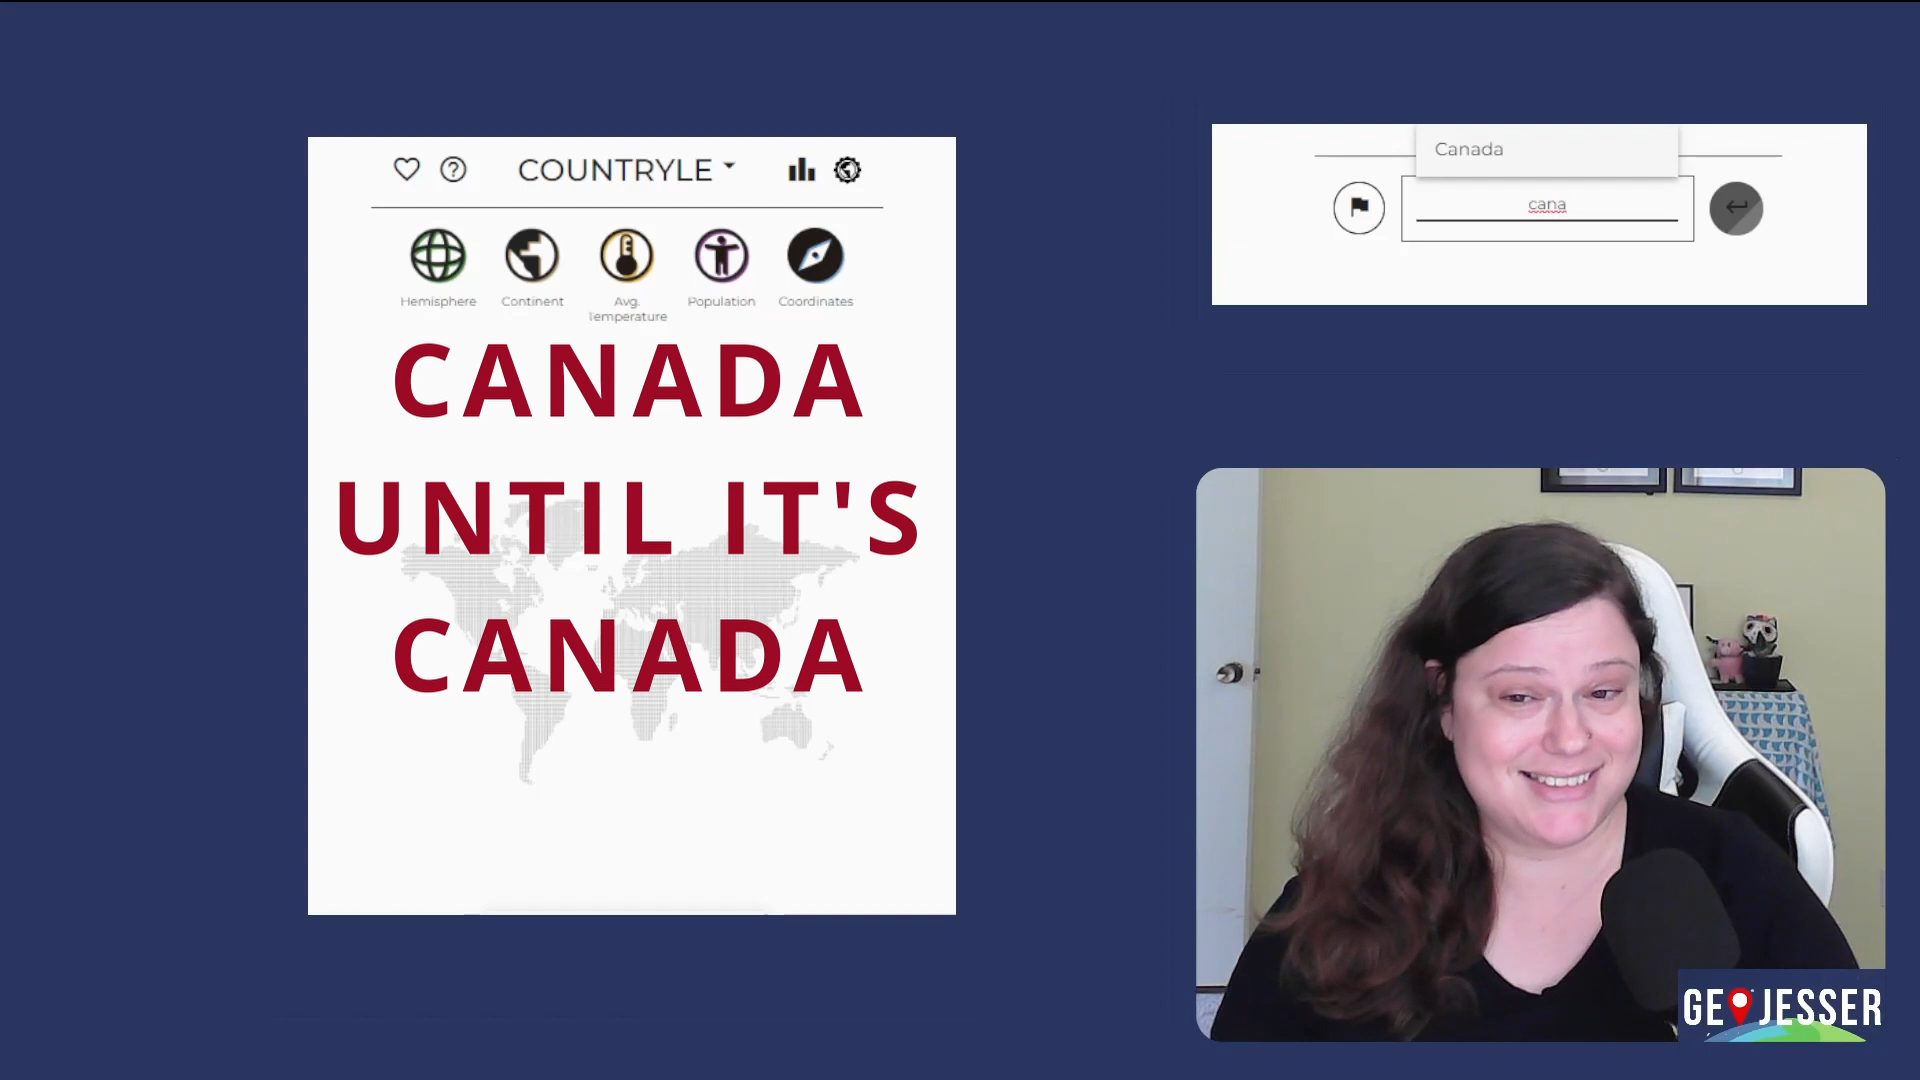 COUNTRYLE
Hemisphere
Continent
Avg.
Temperature
Population
Coordinates
CANADA
UNTIL IT'S
CANADA
Canada
cana
GEOJESSER